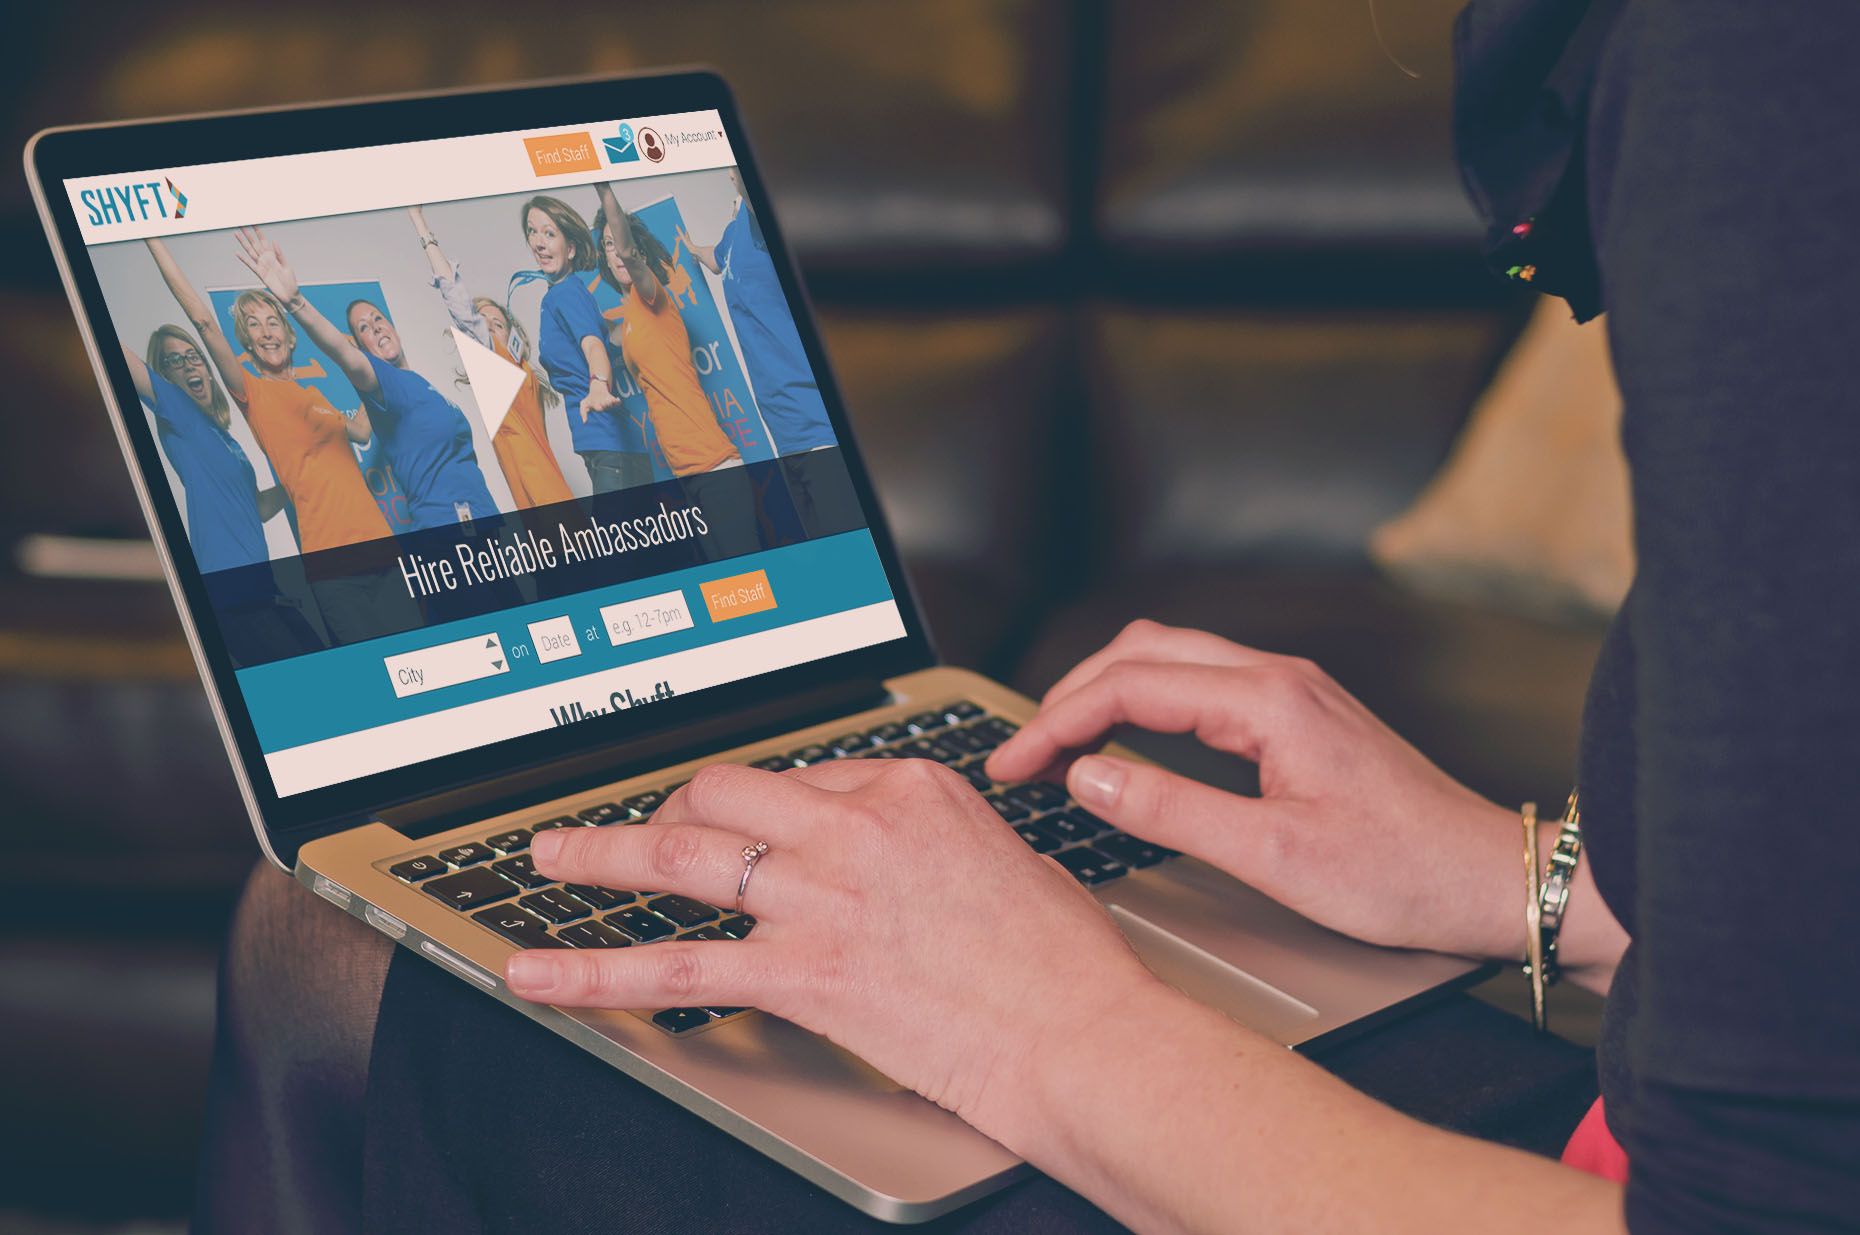 SHYFT
Find Staff
3
My Account
or
Hire Reliable Ambassadors
City
on
Date
at
e.g. 12-7pm
Find Staff
Why Shyft